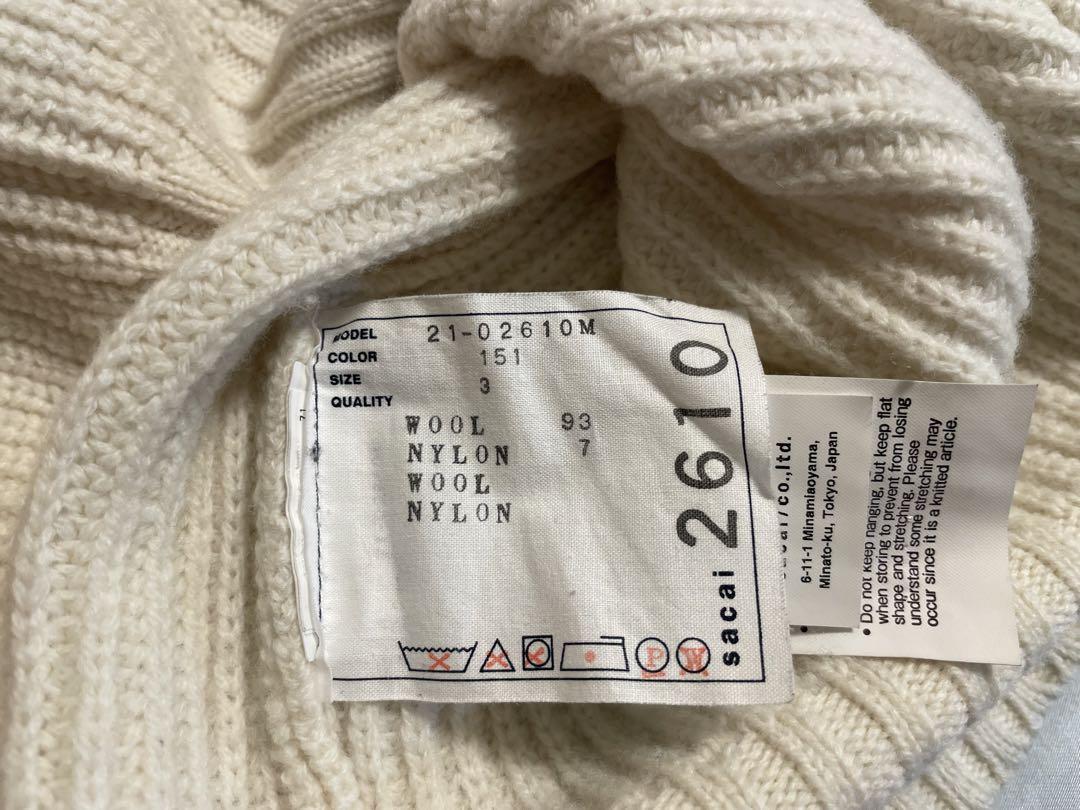 MODEL 21-02610M
COLOR 151
SIZE 3
QUALITY
WOOL 93
NYLON 7
WOOL
NYLON
P
W
sacai 2610
sacai/co.,ltd.
6-11-1 Minamiaoyama,
Minato-ku, Tokyo, Japan
• Do not keep hanging, but keep flat
when storing to prevent from losing
shape and stretching. Please
understand some stretching may
occur since it is a knitted article.